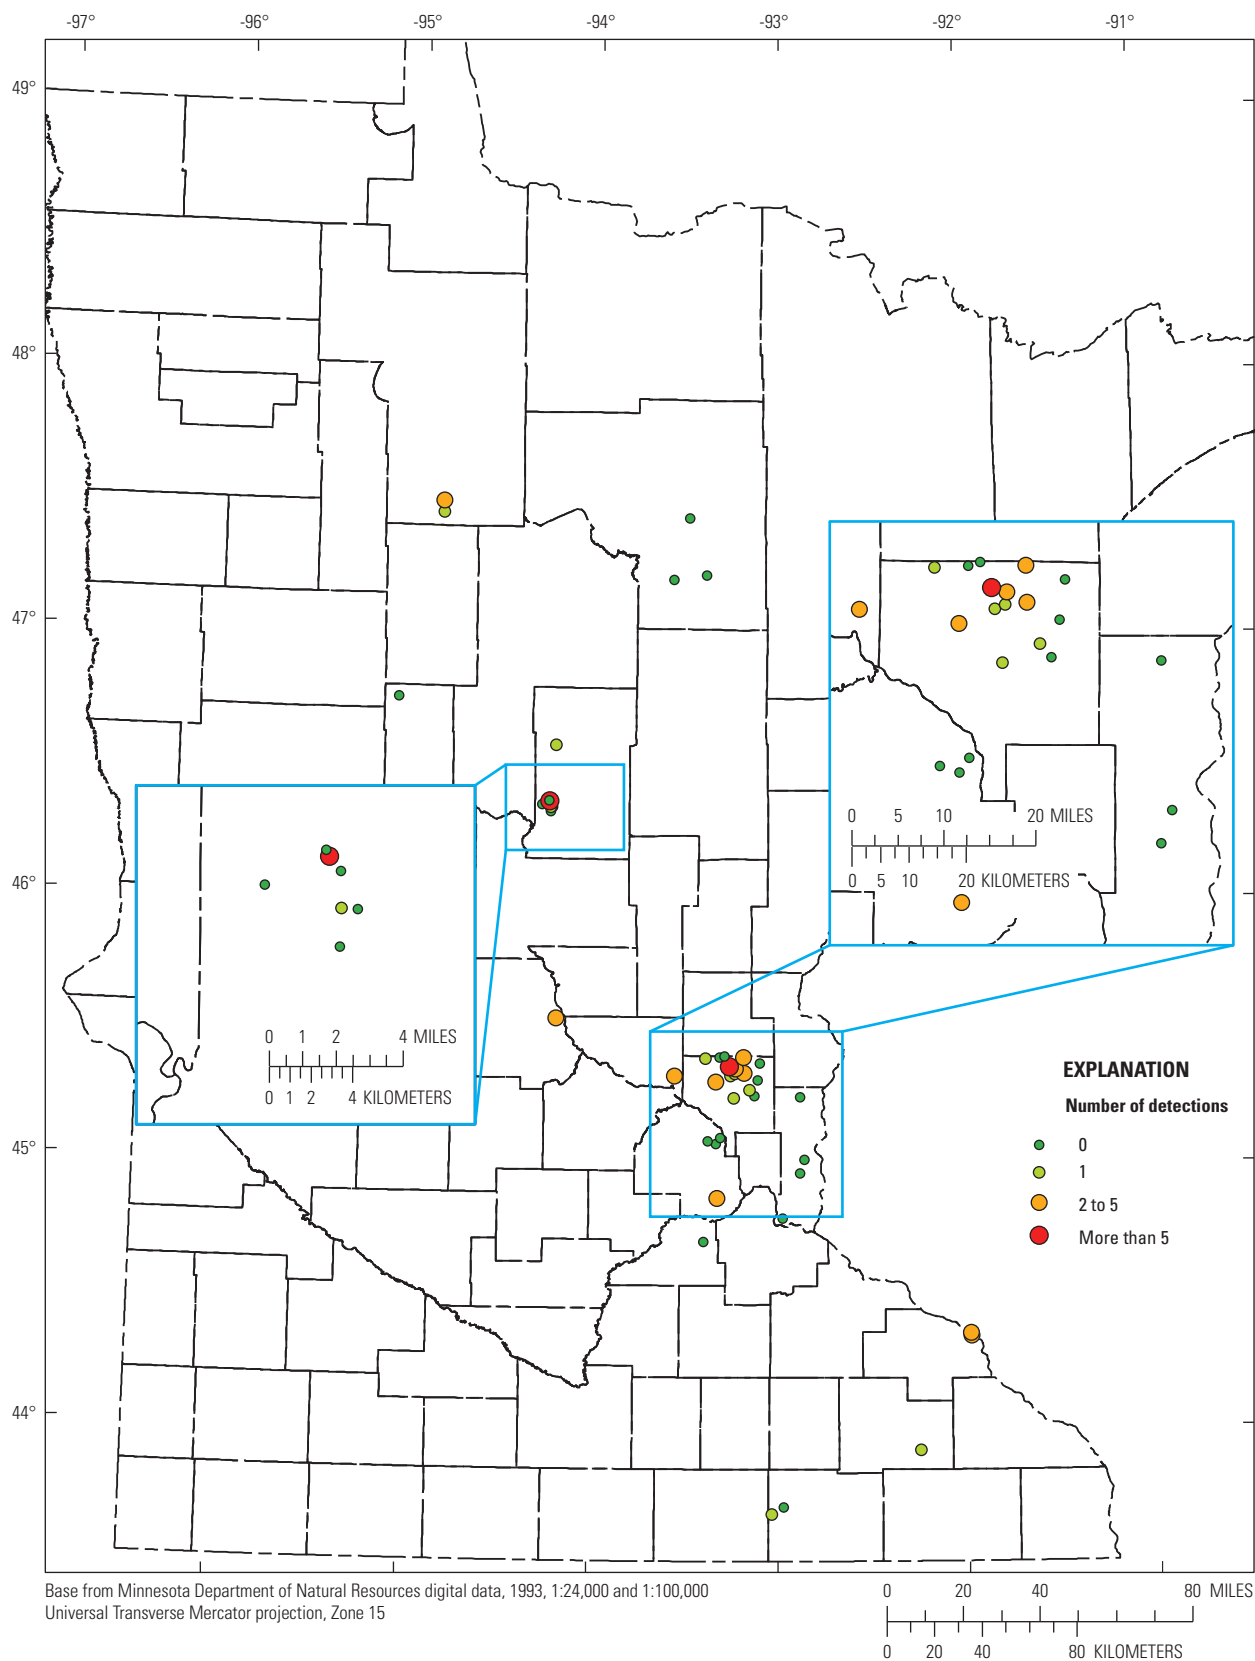 -97° -96° -95° -94° -93° -92° -91°
49°
48°
47°
46°
45°
44°
0 5 10 20 MILES
0 5 10 20 KILOMETERS
0 1 2 4 MILES
0 1 2 4 KILOMETERS
EXPLANATION
Number of detections
0
1
2 to 5
More than 5
Base from Minnesota Department of Natural Resources digital data, 1993, 1:24,000 and 1:100,000
Universal Transverse Mercator projection, Zone 15
0 20 40 80 MILES
0 20 40 80 KILOMETERS